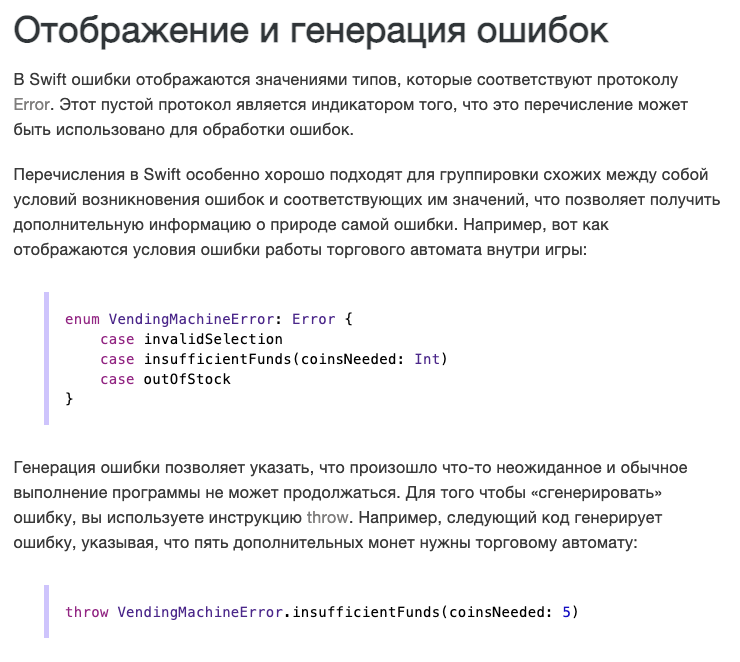 Отображение и генерация ошибок
В Swift ошибки отображаются значениями типов, которые соответствуют протоколу
Error. Этот пустой протокол является индикатором того, что это перечисление может
быть использовано для обработки ошибок.
Перечисления в Swift особенно хорошо подходят для группировки схожих между собой
условий возникновения ошибок и соответствующих им значений, что позволяет получить
дополнительную информацию о природе самой ошибки. Например, вот как
отображаются условия ошибки работы торгового автомата внутри игры:
enum VendingMachineError: Error {
    case invalidSelection
    case insufficientFunds(coinsNeeded: Int)
    case outOfStock
}
Генерация ошибки позволяет указать, что произошло что-то неожиданное и обычное
выполнение программы не может продолжаться. Для того чтобы «сгенерировать»
ошибку, вы используете инструкцию throw. Например, следующий код генерирует
ошибку, указывая, что пять дополнительных монет нужны торговому автомату:
throw VendingMachineError.insufficientFunds(coinsNeeded: 5)